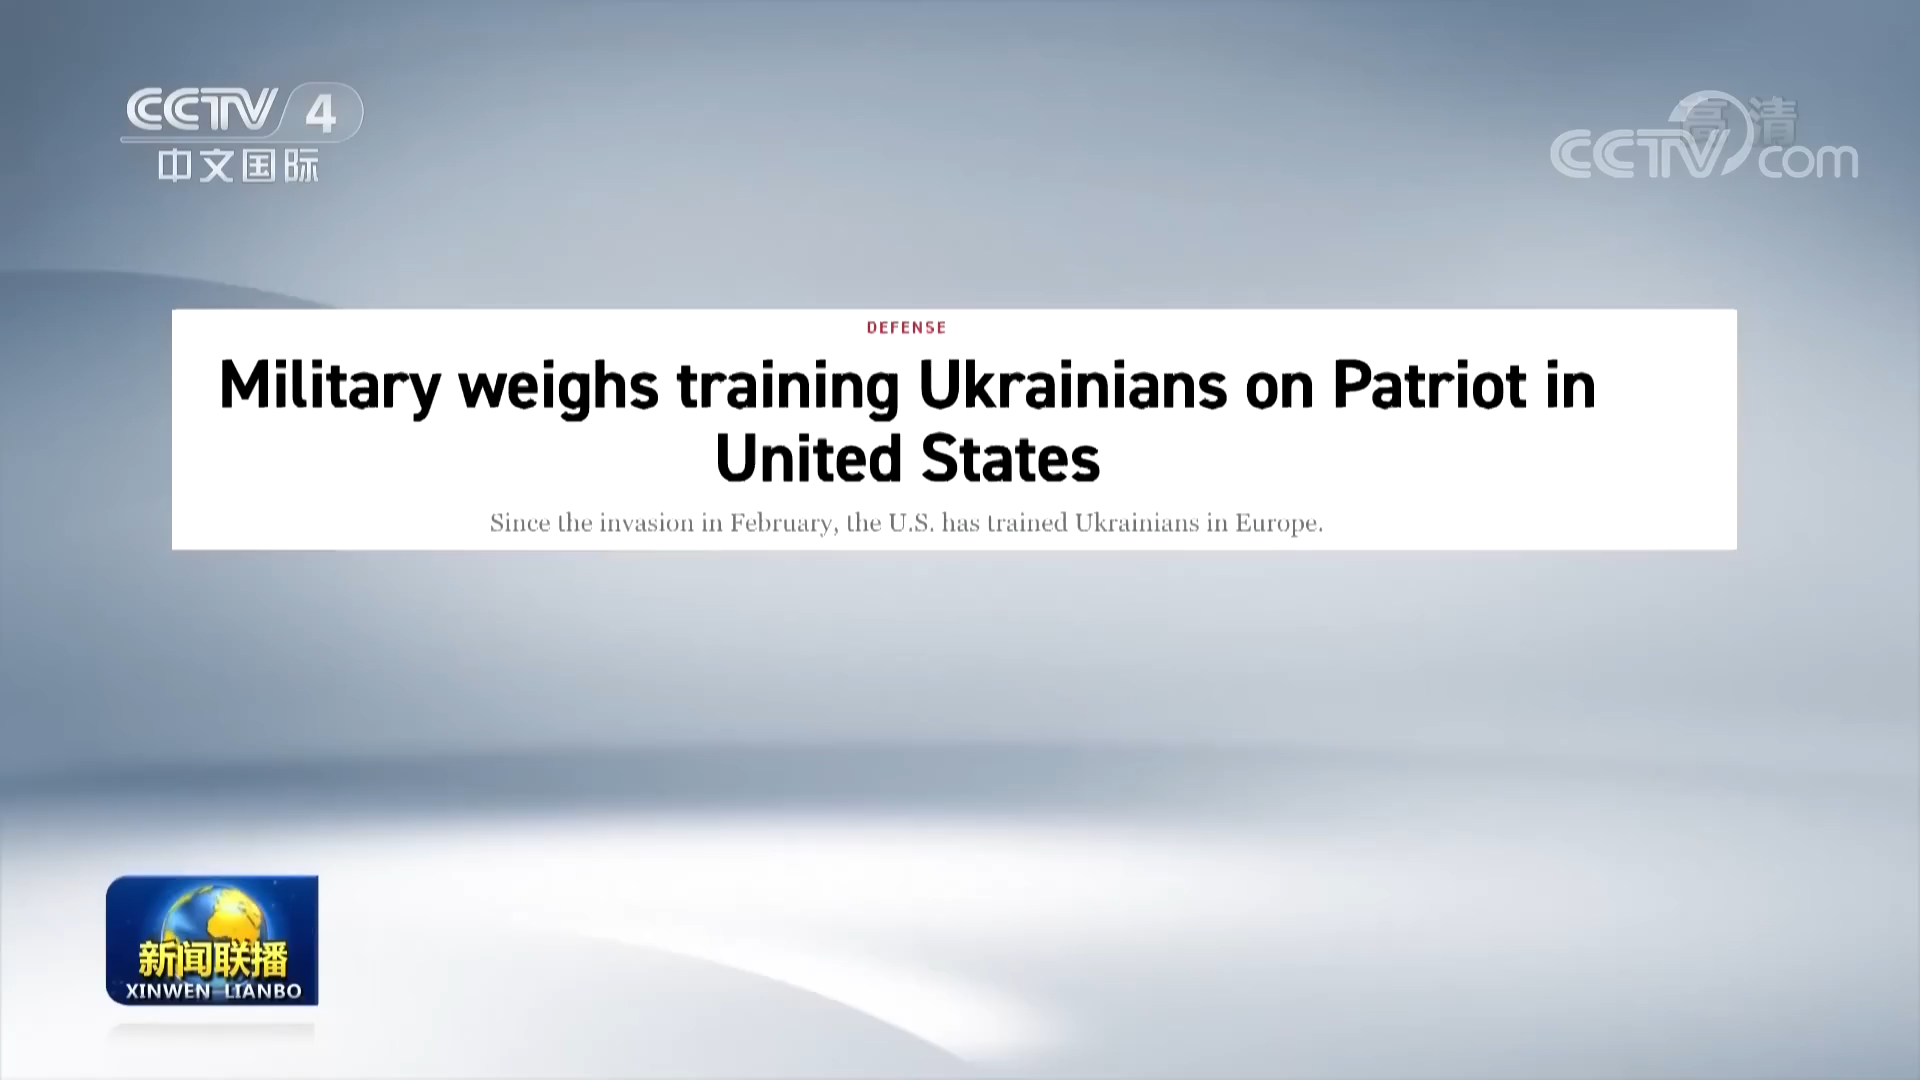 CCTV 4
中文国际
高清
CCTV.com
DEFENSE
Military weighs training Ukrainians on Patriot in
United States
Since the invasion in February, the U.S. has trained Ukrainians in Europe.
新闻联播
XINWEN LIANBO